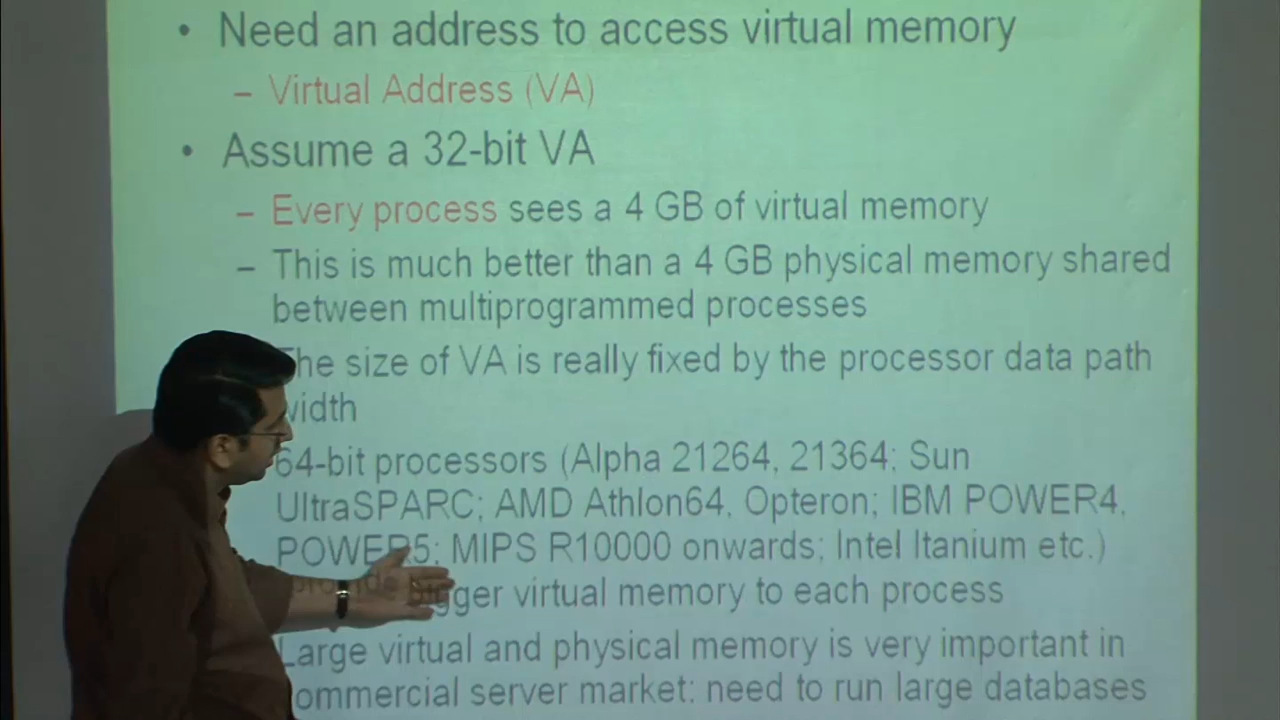 • Need an address to access virtual memory
– Virtual Address (VA)
• Assume a 32-bit VA
– Every process sees a 4 GB of virtual memory
– This is much better than a 4 GB physical memory shared
between multiprogrammed processes
The size of VA is really fixed by the processor data path
width
64-bit processors (Alpha 21264, 21364; Sun
UltraSPARC; AMD Athlon64, Opteron; IBM POWER4,
POWER5; MIPS R10000 onwards; Intel Itanium etc.)
provide bigger virtual memory to each process
Large virtual and physical memory is very important in
commercial server market: need to run large databases